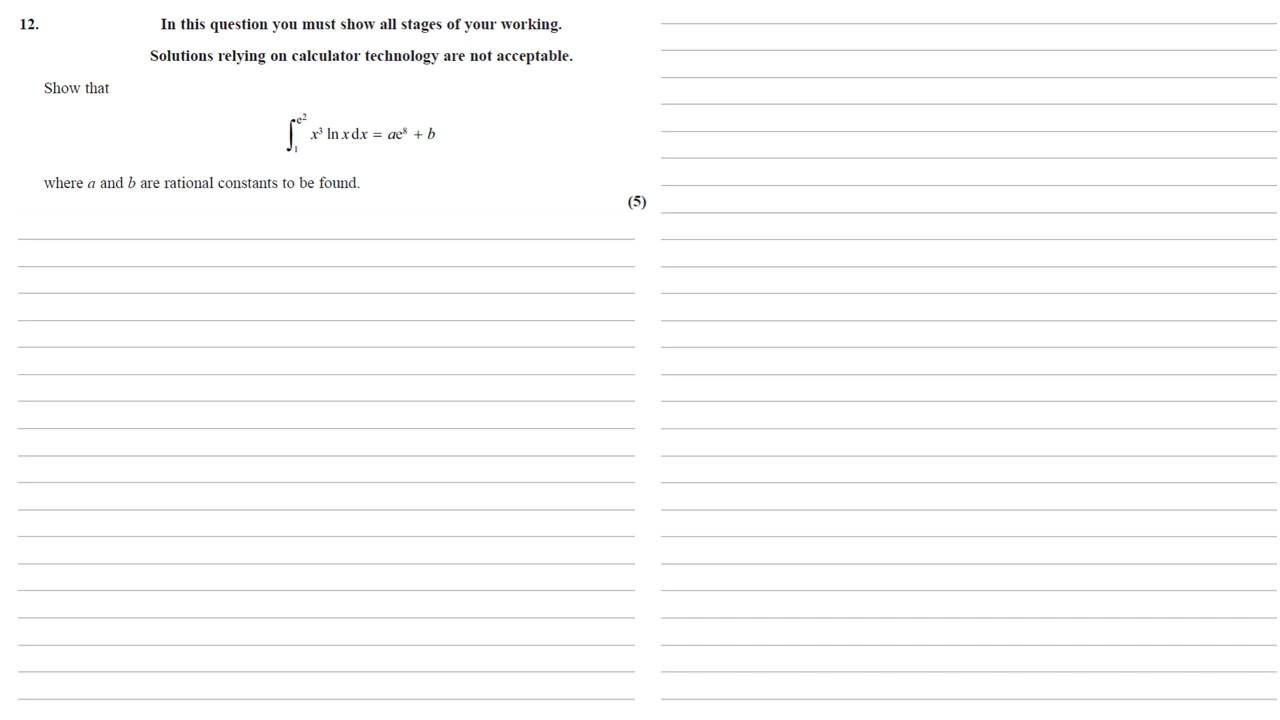 12. In this question you must show all stages of your working.
Solutions relying on calculator technology are not acceptable.
Show that
∫₁^{e²} x³ ln x dx = ae⁸ + b
where a and b are rational constants to be found.
(5)